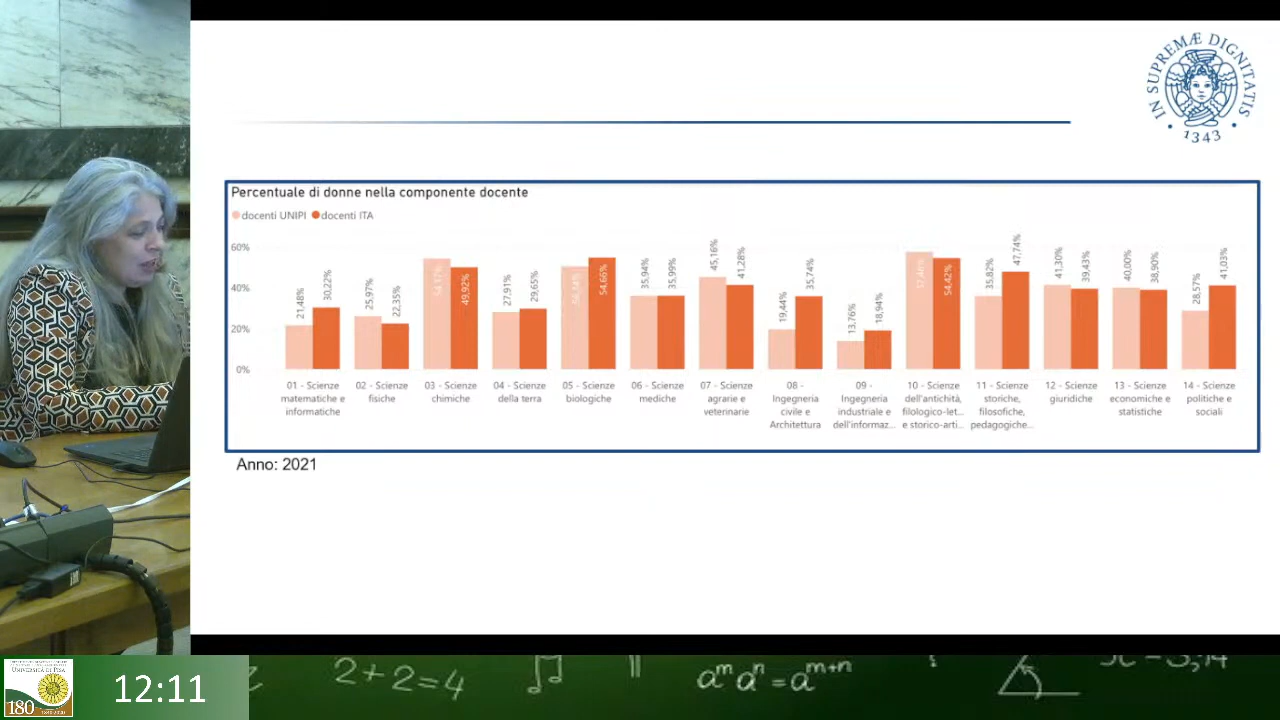 IN SUPREMÆ DIGNITATIS
• 1343 •
Percentuale di donne nella componente docente
docenti UNIPI docenti ITA
60%
40%
20%
0%
21,48% 30,22%
25,97% 22,35%
49,92%
27,91% 29,65%
54,66%
35,94% 35,99%
45,16% 41,28%
19,44% 35,74%
13,76% 18,94%
54,42%
35,82% 47,74%
41,30% 39,43%
40,00% 38,90%
28,57% 41,03%
01 - Scienze
matematiche e
informatiche
02 - Scienze
fisiche
03 - Scienze
chimiche
04 - Scienze
della terra
05 - Scienze
biologiche
06 - Scienze
mediche
07 - Scienze
agrarie e
veterinarie
08 -
Ingegneria
civile e
Architettura
09 -
Ingegneria
industriale e
dell'informaz...
10 - Scienze
dell'antichità,
filologico-let...
e storico-arti...
11 - Scienze
storiche,
filosofiche,
pedagogiche...
12 - Scienze
giuridiche
13 - Scienze
economiche e
statistiche
14 - Scienze
politiche e
sociali
Anno: 2021
UNIVERSITÀ DI PISA
180
12:11
2+2=4
aᵐaⁿ=aᵐ⁺ⁿ